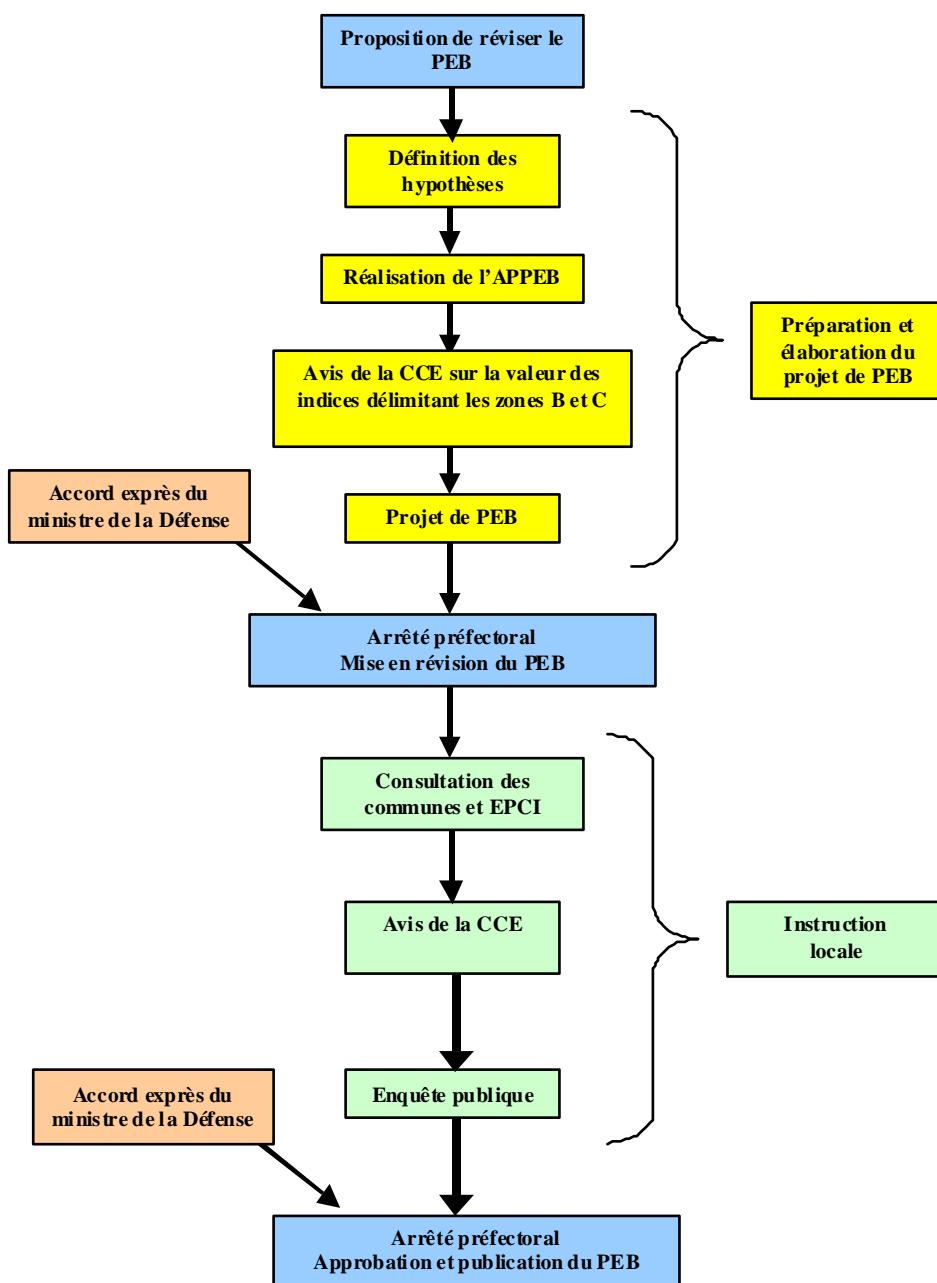 Proposition de réviser le
PEB
Définition des
hypothèses
Réalisation de l’APPEB
Avis de la CCE sur la valeur des
indices délimitant les zones B et C
Préparation et
élaboration du
projet de PEB
Accord exprès du
ministre de la Défense
Projet de PEB
Arrêté préfectoral
Mise en révision du PEB
Consultation des
communes et EPCI
Avis de la CCE
Instruction
locale
Enquête publique
Accord exprès du
ministre de la Défense
Arrêté préfectoral
Approbation et publication du PEB